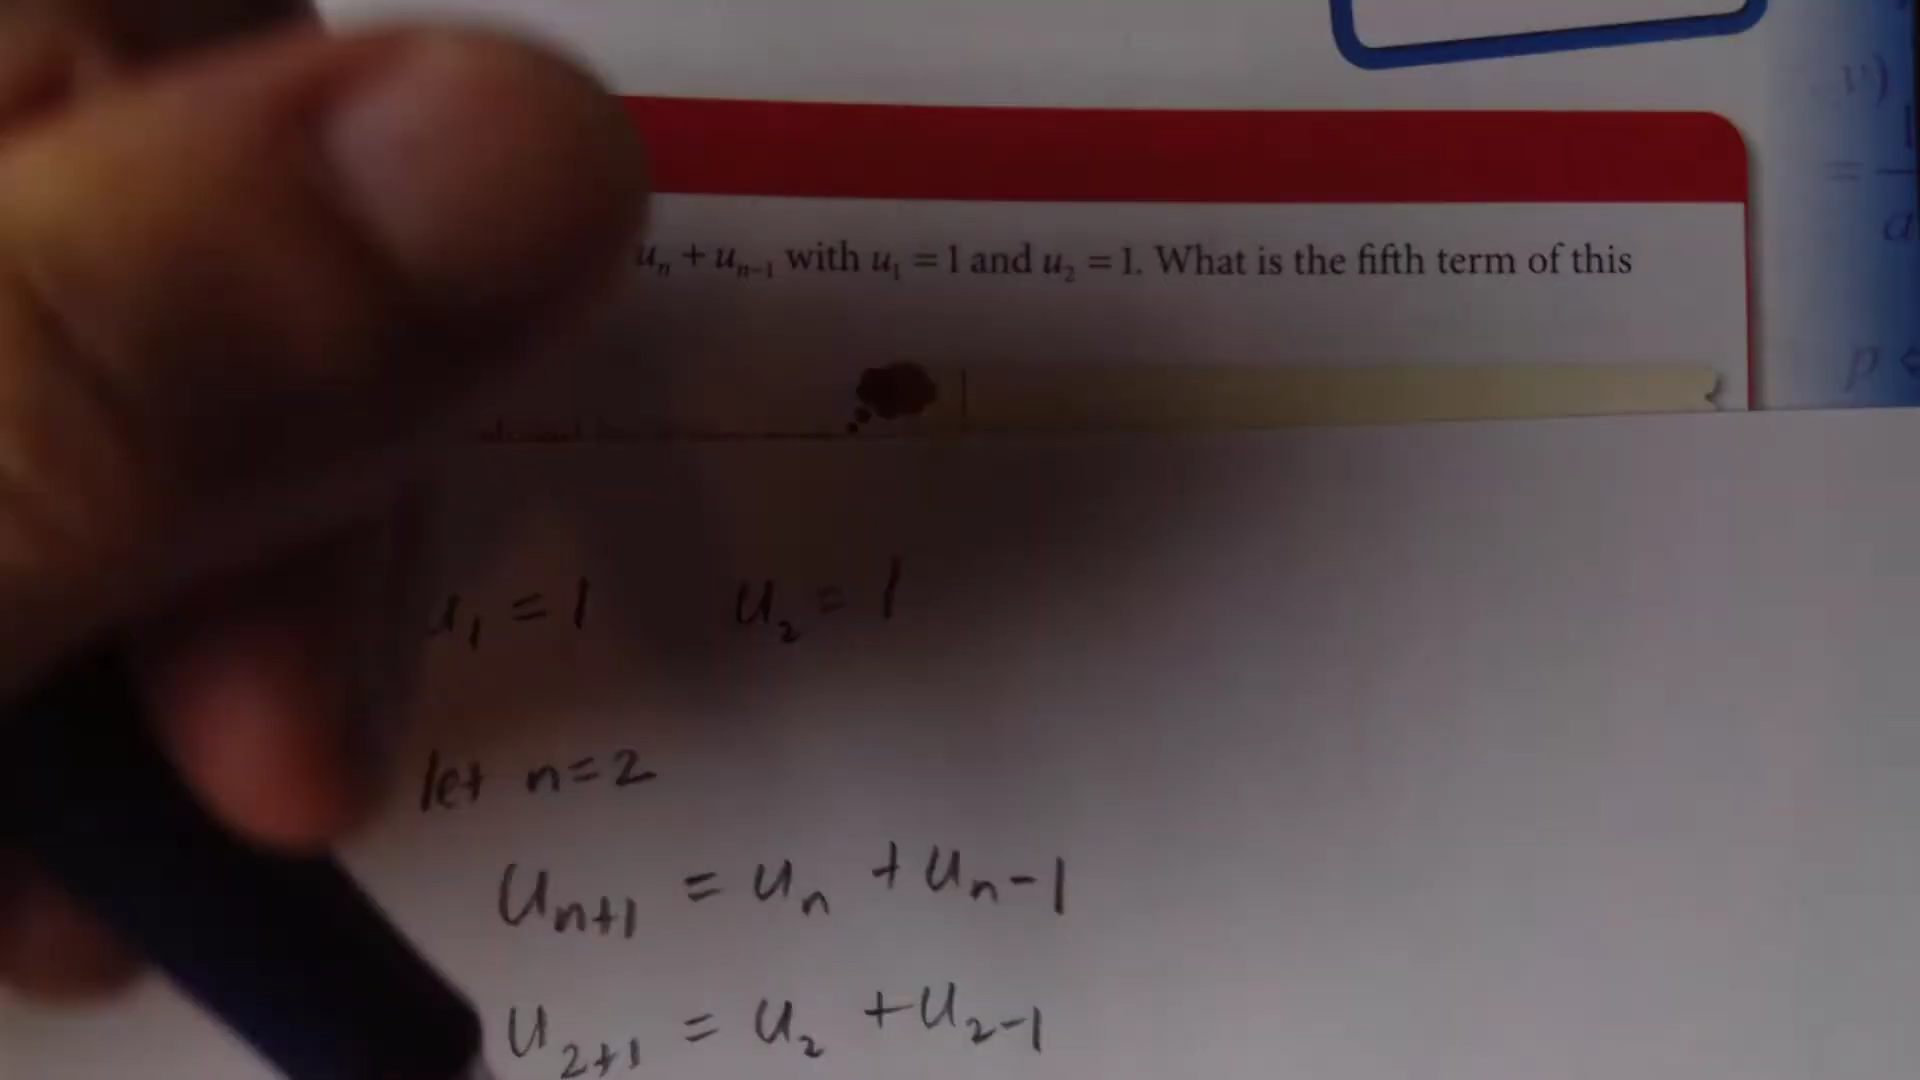 uₙ + uₙ₋₁ with u₁ = 1 and u₂ = 1. What is the fifth term of this
u₁ = 1 u₂ = 1
let n=2
uₙ₊₁ = uₙ + uₙ₋₁
u₂₊₁ = u₂ + u₂₋₁